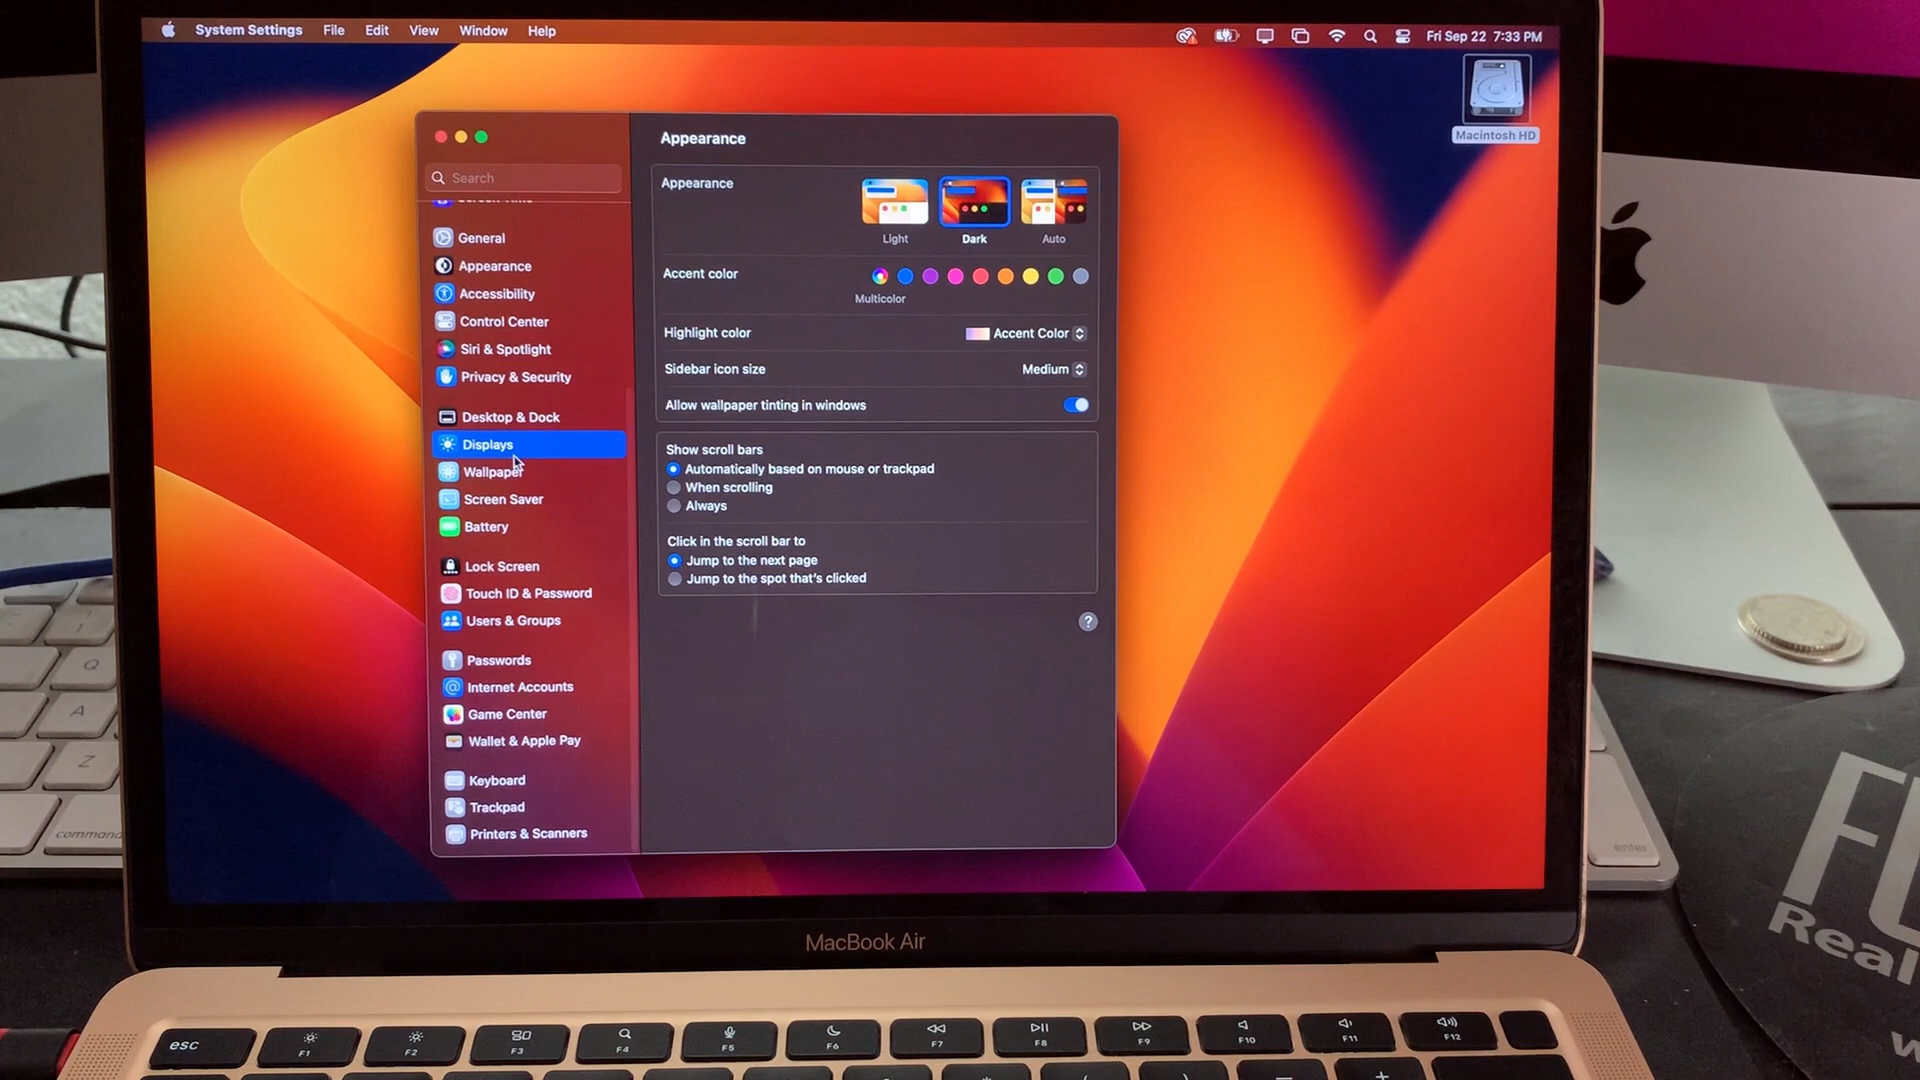 System Settings File Edit View Window Help
Fri Sep 22 7:33 PM
Macintosh HD
Search
General
Appearance
Accessibility
Control Center
Siri & Spotlight
Privacy & Security
Desktop & Dock
Displays
Wallpaper
Screen Saver
Battery
Lock Screen
Touch ID & Password
Users & Groups
Passwords
Internet Accounts
Game Center
Wallet & Apple Pay
Keyboard
Trackpad
Printers & Scanners
Appearance
Appearance
Light Dark Auto
Accent color
Multicolor
Highlight color Accent Color
Sidebar icon size Medium
Allow wallpaper tinting in windows
Show scroll bars
Automatically based on mouse or trackpad
When scrolling
Always
Click in the scroll bar to
Jump to the next page
Jump to the spot that's clicked
?
MacBook Air
esc F1 F2 F3 F4 F5 F6 F7 F8 F9 F10 F11 F12
Q
A
Z
command
enter
Real